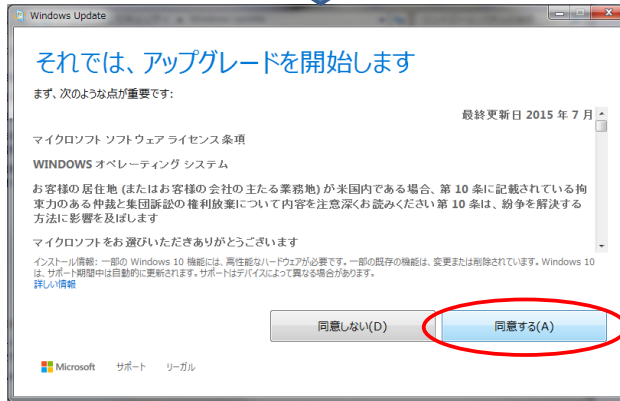 Windows Update
それでは、アップグレードを開始します
まず、次のような点が重要です:
最終更新日 2015 年 7 月
マイクロソフト ソフトウェア ライセンス条項
WINDOWS オペレーティング システム
お客様の居住地 (またはお客様の会社の主たる業務地) が米国内である場合、第 10 条に記載されている拘
束力のある仲裁と集団訴訟の権利放棄について内容を注意深くお読みください 第 10 条は、紛争を解決する
方法に影響を及ぼします
マイクロソフトをお選びいただきありがとうございます
インストール情報: 一部の Windows 10 機能には、高性能なハードウェアが必要です。一部の既存の機能は、変更または削除されています。Windows 10
は、サポート期間中は自動的に更新されます。サポートはデバイスによって異なる場合があります。
詳しい情報
同意しない(D)
同意する(A)
Microsoft サポート リーガル